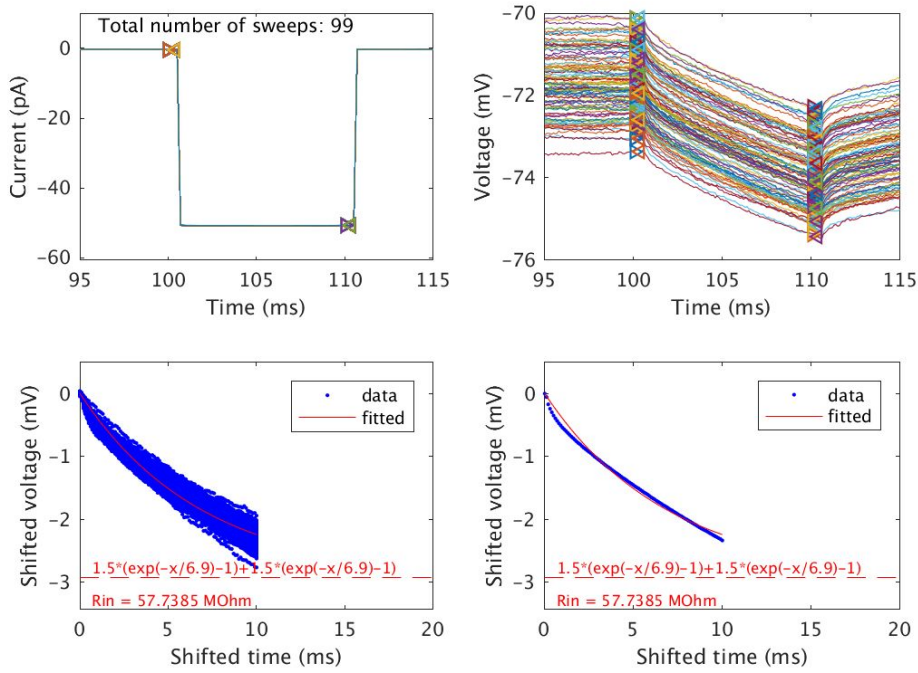 Total number of sweeps: 99
0
−20
−40
−60
95
100
105
110
115
Current (pA)
Time (ms)
−70
−72
−74
−76
95
100
105
110
115
Voltage (mV)
Time (ms)
data
fitted
0
−1
−2
−3
1.5*(exp(-x/6.9)-1)+1.5*(exp(-x/6.9)-1)
Rin = 57.7385 MOhm
0
5
10
15
20
Shifted voltage (mV)
Shifted time (ms)
data
fitted
0
−1
−2
−3
1.5*(exp(-x/6.9)-1)+1.5*(exp(-x/6.9)-1)
Rin = 57.7385 MOhm
0
5
10
15
20
Shifted voltage (mV)
Shifted time (ms)